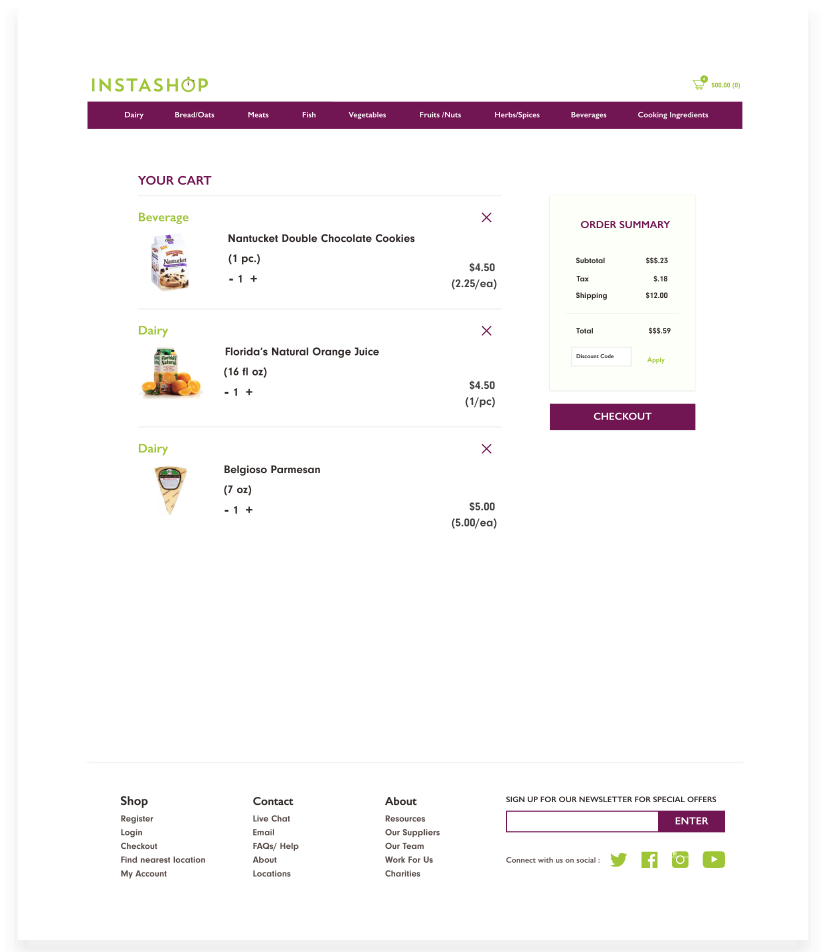 INSTASHOP
$00.00 (0)
Dairy Bread/Oats Meats Fish Vegetables Fruits /Nuts Herbs/Spices Beverages Cooking Ingredients
YOUR CART
Beverage
Nantucket
Nantucket Double Chocolate Cookies
(1 pc.)
- 1 +
$4.50
(2.25/ea)
Dairy
Florida's Natural
Florida's Natural Orange Juice
(16 fl oz)
- 1 +
$4.50
(1/pc)
Dairy
Belgioso Parmesan
(7 oz)
- 1 +
$5.00
(5.00/ea)
ORDER SUMMARY
Subtotal $$$.23
Tax $.18
Shipping $12.00
Total $$$.59
Discount Code Apply
CHECKOUT
Shop
Register
Login
Checkout
Find nearest location
My Account
Contact
Live Chat
Email
FAQs/ Help
About
Locations
About
Resources
Our Suppliers
Our Team
Work For Us
Charities
SIGN UP FOR OUR NEWSLETTER FOR SPECIAL OFFERS
ENTER
Connect with us on social :